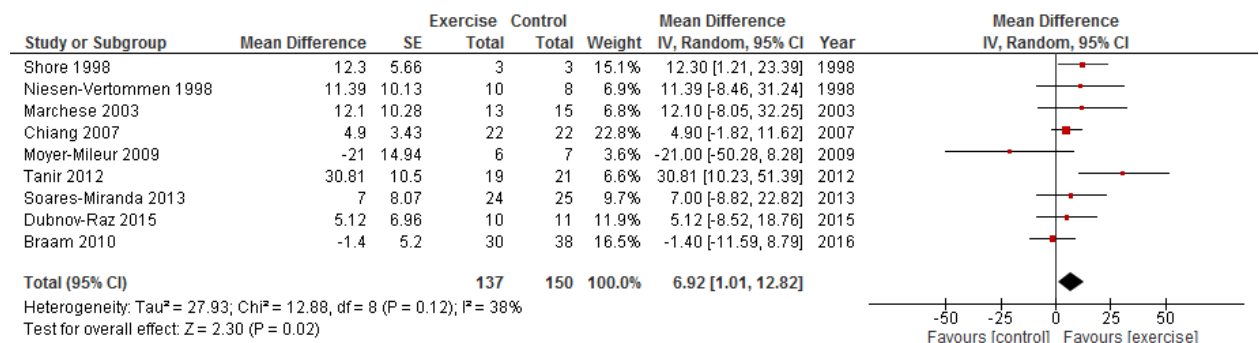 Exercise Control Mean Difference Mean Difference
Study or Subgroup Mean Difference SE Total Total Weight IV, Random, 95% CI Year IV, Random, 95% CI
Shore 1998 12.3 5.66 3 3 15.1% 12.30 [1.21, 23.39] 1998
Niesen-Vertommen 1998 11.39 10.13 10 8 6.9% 11.39 [-8.46, 31.24] 1998
Marchese 2003 12.1 10.28 13 15 6.8% 12.10 [-8.05, 32.25] 2003
Chiang 2007 4.9 3.43 22 22 22.8% 4.90 [-1.82, 11.62] 2007
Moyer-Mileur 2009 -21 14.94 6 7 3.6% -21.00 [-50.28, 8.28] 2009
Tanir 2012 30.81 10.5 19 21 6.6% 30.81 [10.23, 51.39] 2012
Soares-Miranda 2013 7 8.07 24 25 9.7% 7.00 [-8.82, 22.82] 2013
Dubnov-Raz 2015 5.12 6.96 10 11 11.9% 5.12 [-8.52, 18.76] 2015
Braam 2010 -1.4 5.2 30 38 16.5% -1.40 [-11.59, 8.79] 2016
Total (95% CI) 137 150 100.0% 6.92 [1.01, 12.82]
Heterogeneity: Tau² = 27.93; Chi² = 12.88, df = 8 (P = 0.12); I² = 38%
Test for overall effect: Z = 2.30 (P = 0.02)
-50 -25 0 25 50
Favours [control] Favours [exercise]